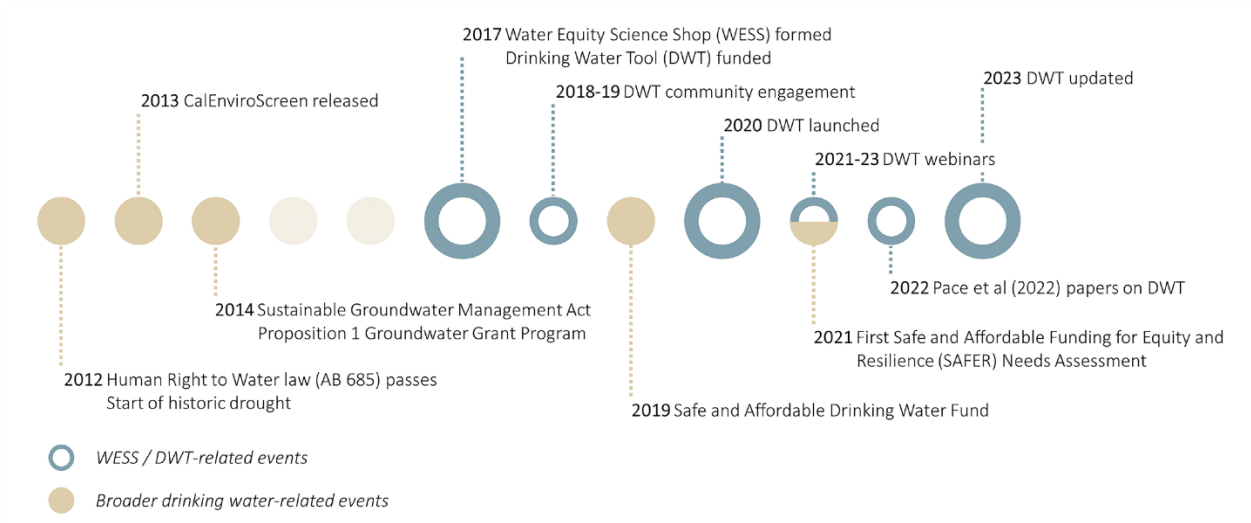 2017 Water Equity Science Shop (WESS) formed
Drinking Water Tool (DWT) funded
2023 DWT updated
2018-19 DWT community engagement
2013 CalEnviroScreen released
2020 DWT launched
2021-23 DWT webinars
2022 Pace et al (2022) papers on DWT
2014 Sustainable Groundwater Management Act
Proposition 1 Groundwater Grant Program
2021 First Safe and Affordable Funding for Equity and
Resilience (SAFER) Needs Assessment
2012 Human Right to Water law (AB 685) passes
Start of historic drought
2019 Safe and Affordable Drinking Water Fund
WESS / DWT-related events
Broader drinking water-related events